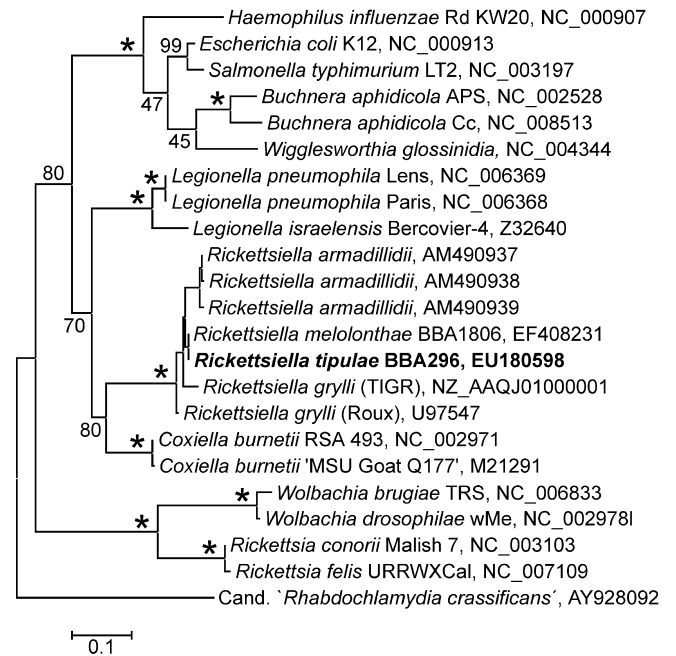 Haemophilus influenzae Rd KW20, NC_000907
*
99 Escherichia coli K12, NC_000913
Salmonella typhimurium LT2, NC_003197
47
* Buchnera aphidicola APS, NC_002528
Buchnera aphidicola Cc, NC_008513
45
Wigglesworthia glossinidia, NC_004344
80
* Legionella pneumophila Lens, NC_006369
* Legionella pneumophila Paris, NC_006368
Legionella israelensis Bercovier-4, Z32640
Rickettsiella armadillidii, AM490937
Rickettsiella armadillidii, AM490938
Rickettsiella armadillidii, AM490939
70
Rickettsiella melolonthae BBA1806, EF408231
Rickettsiella tipulae BBA296, EU180598
*
Rickettsiella grylli (TIGR), NZ_AAQJ01000001
Rickettsiella grylli (Roux), U97547
80
* Coxiella burnetii RSA 493, NC_002971
Coxiella burnetii 'MSU Goat Q177', M21291
* Wolbachia brugiae TRS, NC_006833
* Wolbachia drosophilae wMe, NC_002978l
* Rickettsia conorii Malish 7, NC_003103
Rickettsia felis URRWXCal, NC_007109
Cand. `Rhabdochlamydia crassificans´, AY928092
0.1